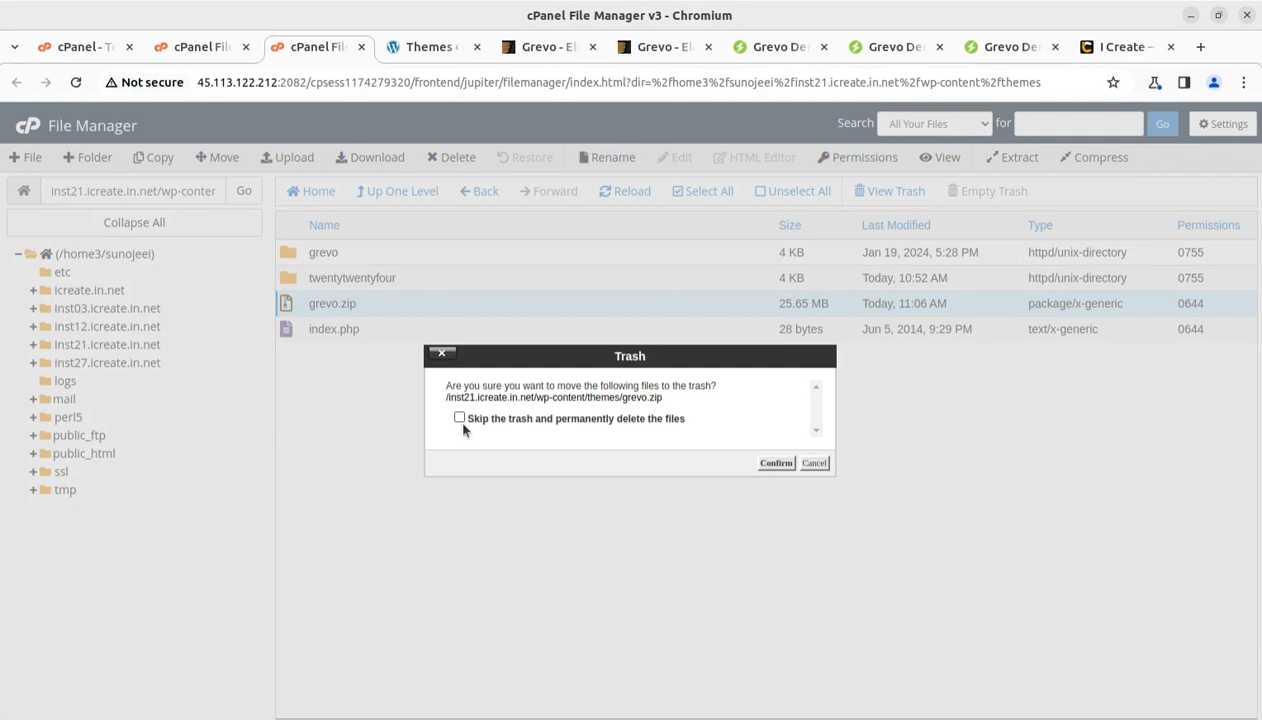 cPanel File Manager v3 - Chromium
cPanel - To
cPanel File
cPanel Fil
Themes
Grevo - El
Grevo - El
Grevo De
Grevo De
Grevo De
I Create –
Not secure
45.113.122.212:2082/cpsess1174279320/frontend/jupiter/filemanager/index.html?dir=%2fhome3%2fsunojeei%2finst21.icreate.in.net%2fwp-content%2fthemes
cP File Manager
Search All Your Files for Go Settings
File Folder Copy Move Upload Download Delete Restore Rename Edit HTML Editor Permissions View Extract Compress
inst21.icreate.in.net/wp-conter Go
Home Up One Level Back Forward Reload Select All Unselect All View Trash Empty Trash
Collapse All
(/home3/sunojeei)
etc
icreate.in.net
inst03.icreate.in.net
inst12.icreate.in.net
inst21.icreate.in.net
inst27.icreate.in.net
logs
mail
perl5
public_ftp
public_html
ssl
tmp
Name Size Last Modified Type Permissions
grevo 4 KB Jan 19, 2024, 5:28 PM httpd/unix-directory 0755
twentytwentyfour 4 KB Today, 10:52 AM httpd/unix-directory 0755
grevo.zip 25.65 MB Today, 11:06 AM package/x-generic 0644
index.php 28 bytes Jun 5, 2014, 9:29 PM text/x-generic 0644
Trash
Are you sure you want to move the following files to the trash?
/inst21.icreate.in.net/wp-content/themes/grevo.zip
Skip the trash and permanently delete the files
Confirm Cancel